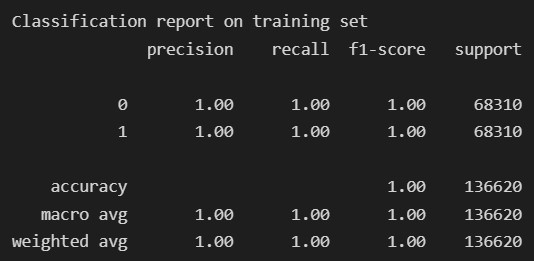 Classification report on training set
precision recall f1-score support
0 1.00 1.00 1.00 68310
1 1.00 1.00 1.00 68310
accuracy 1.00 136620
macro avg 1.00 1.00 1.00 136620
weighted avg 1.00 1.00 1.00 136620